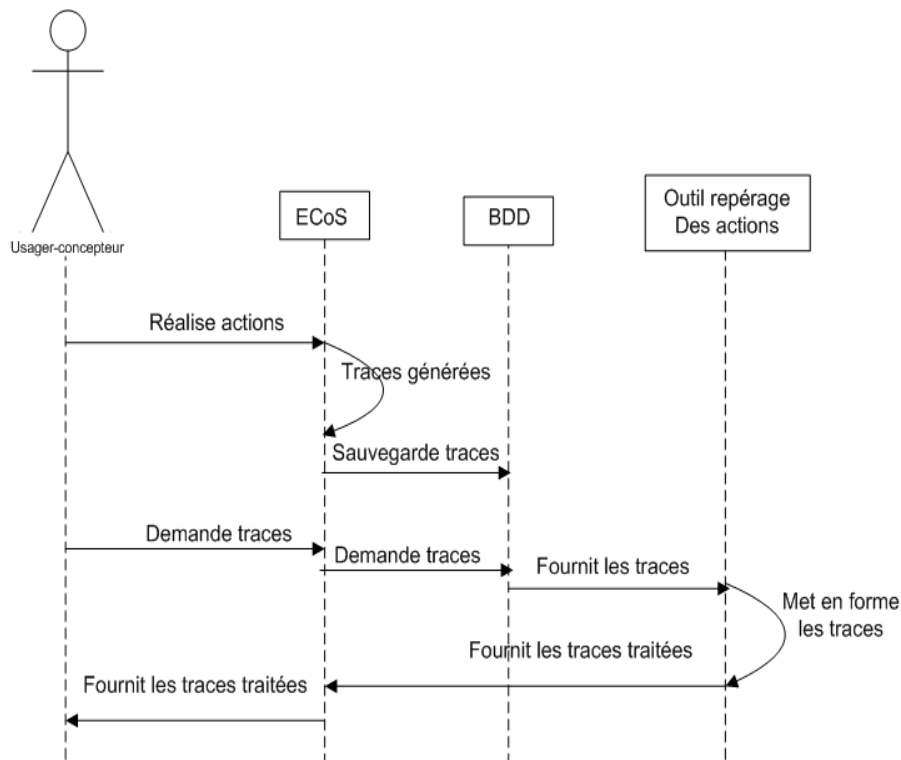 Usager-concepteur
ECoS
BDD
Outil repérage
Des actions
Réalise actions
Traces générées
Sauvegarde traces
Demande traces
Demande traces
Fournit les traces
Met en forme
les traces
Fournit les traces traitées
Fournit les traces traitées